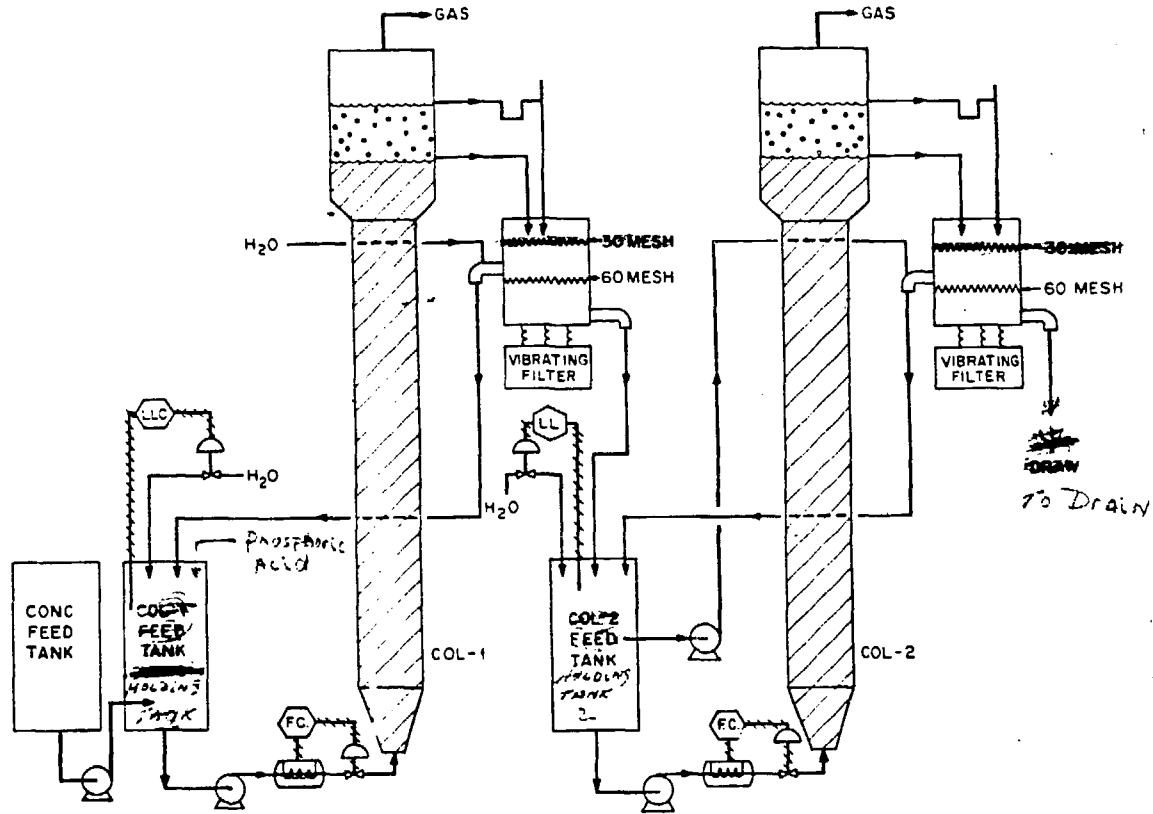 GAS
GAS
H₂O
30 MESH
60 MESH
VIBRATING
FILTER
30 MESH
60 MESH
VIBRATING
FILTER
LLC
H₂O
LL
H₂O
DRAW
TO DRAIN
Phosphoric
Acid
CONC
FEED
TANK
COL-1
FEED
TANK
HOLDING
TANK
COL-1
COL-2
FEED
TANK
HOLDING
TANK
2
COL-2
F.C.
F.C.